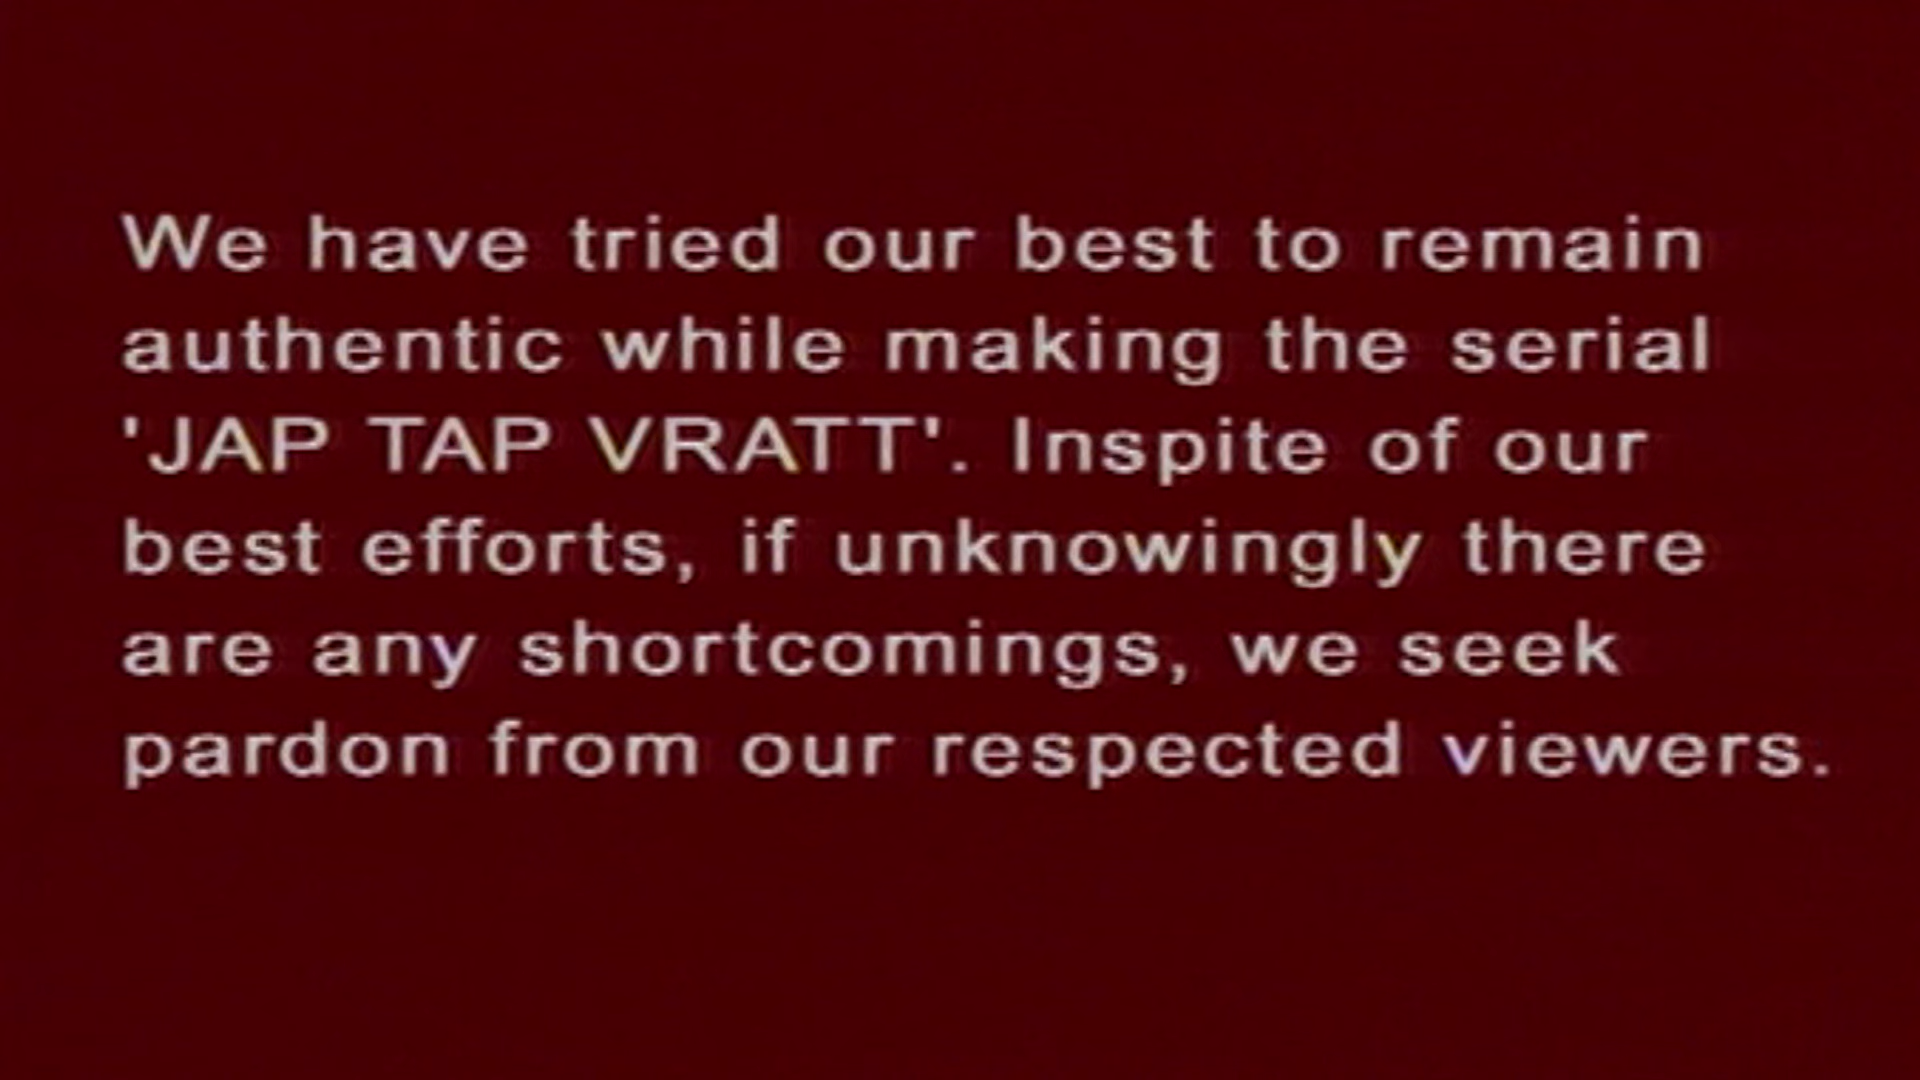 We have tried our best to remain
authentic while making the serial
'JAP TAP VRATT'. Inspite of our
best efforts, if unknowingly there
are any shortcomings, we seek
pardon from our respected viewers.